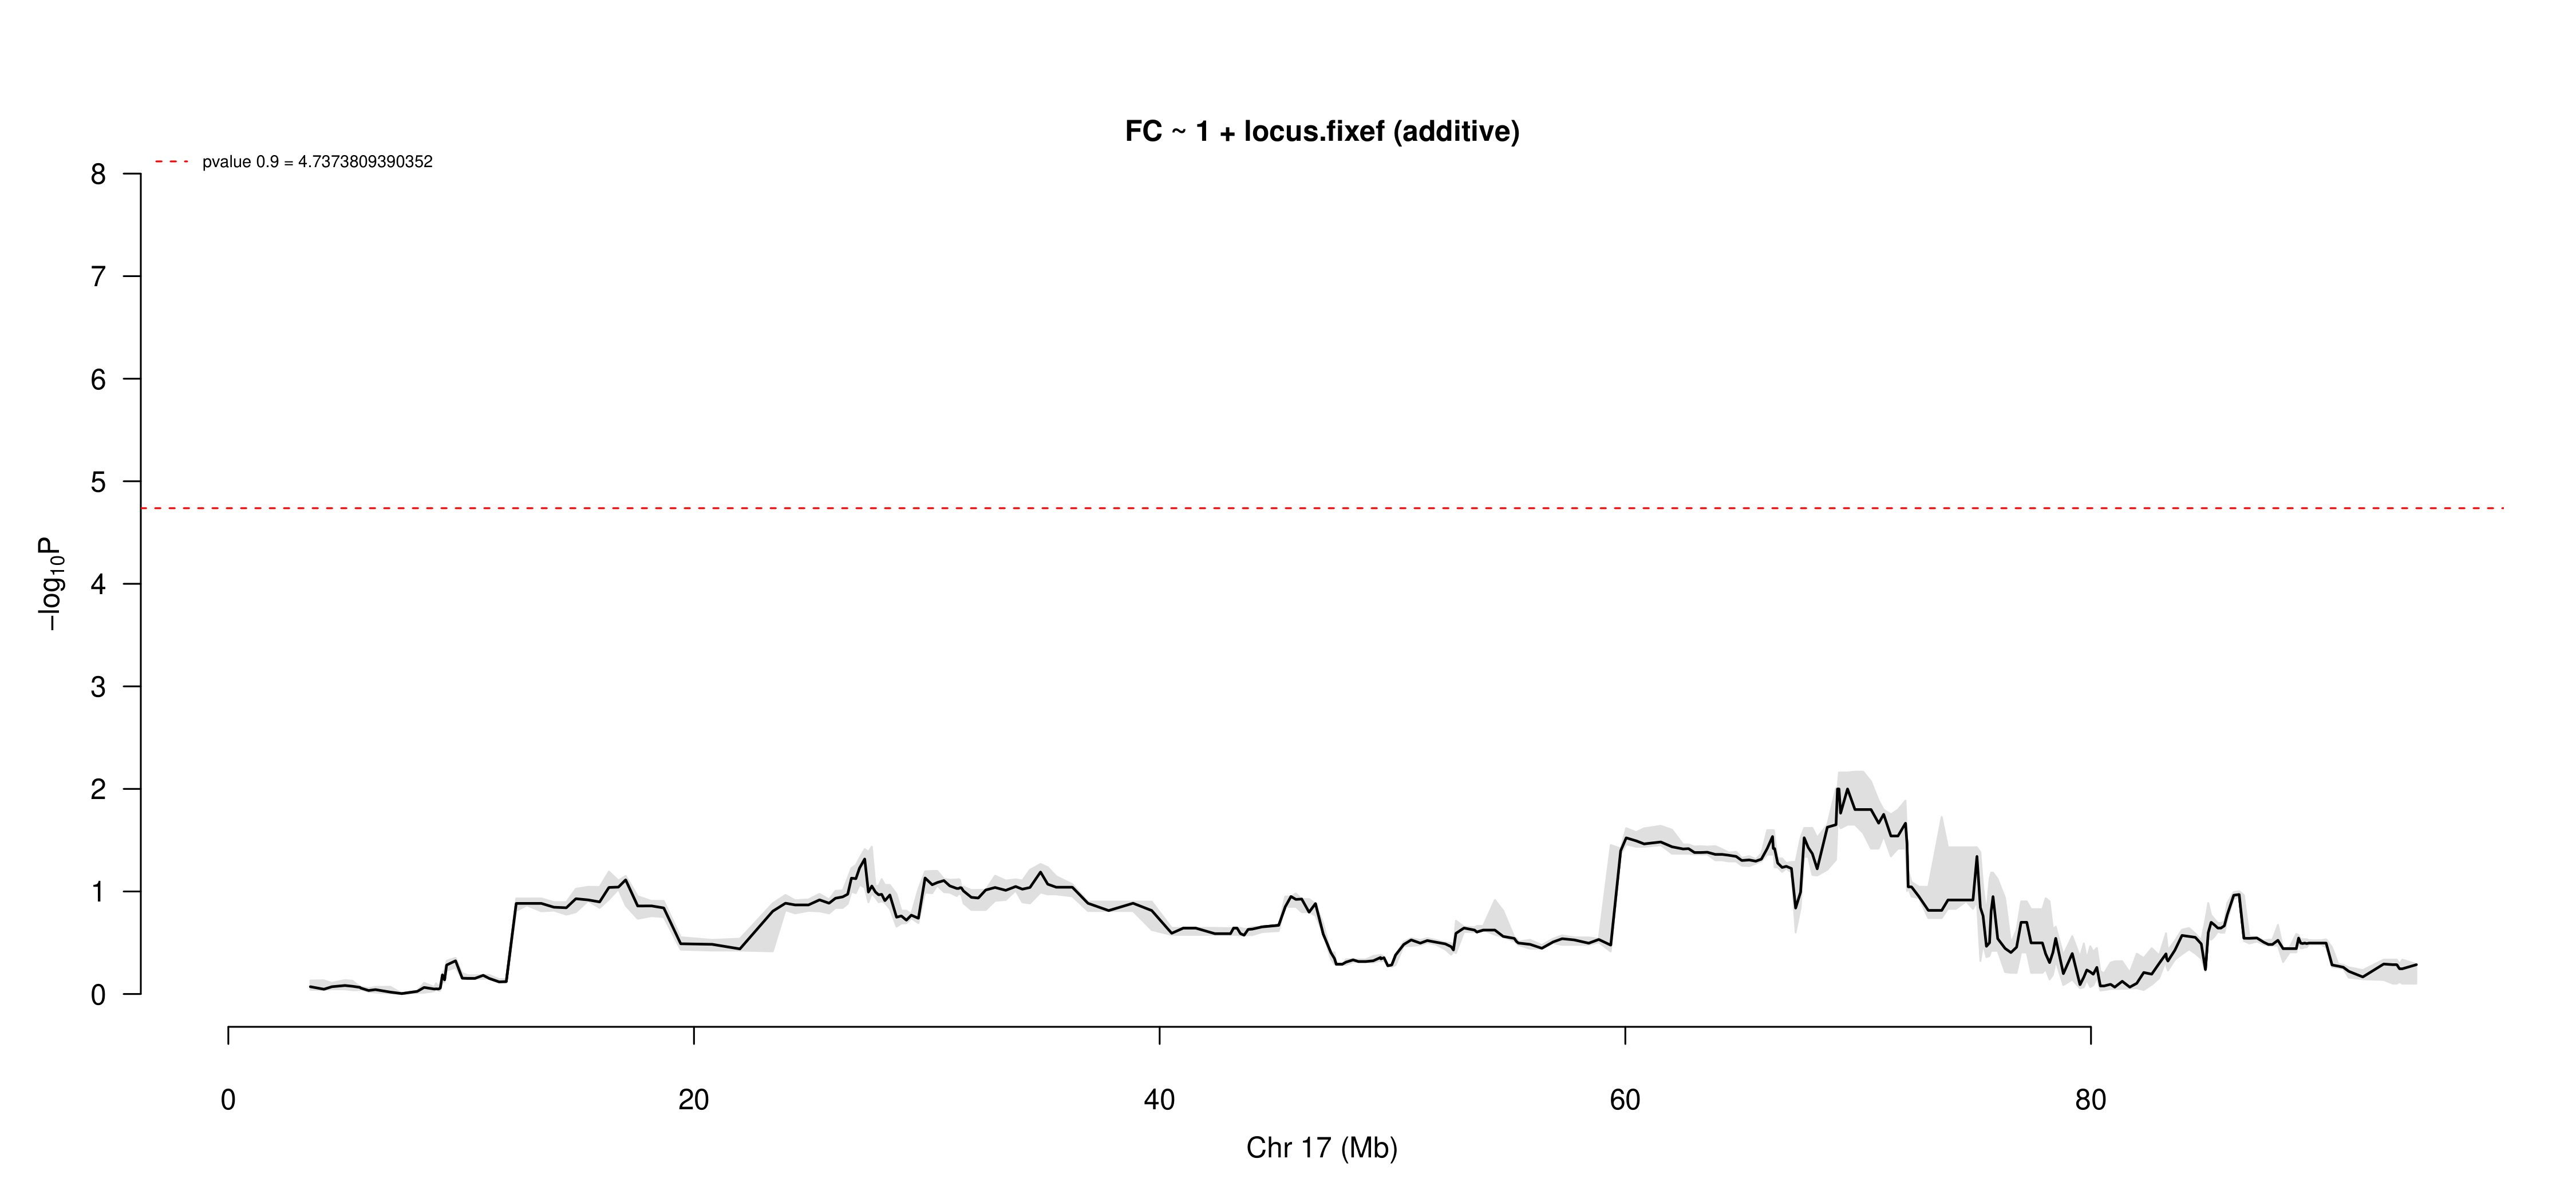 FC ~ 1 + locus.fixef (additive)
pvalue 0.9 = 4.7373809390352
8
7
6
5
4
3
2
1
0
−log10P
0 20 40 60 80
Chr 17 (Mb)